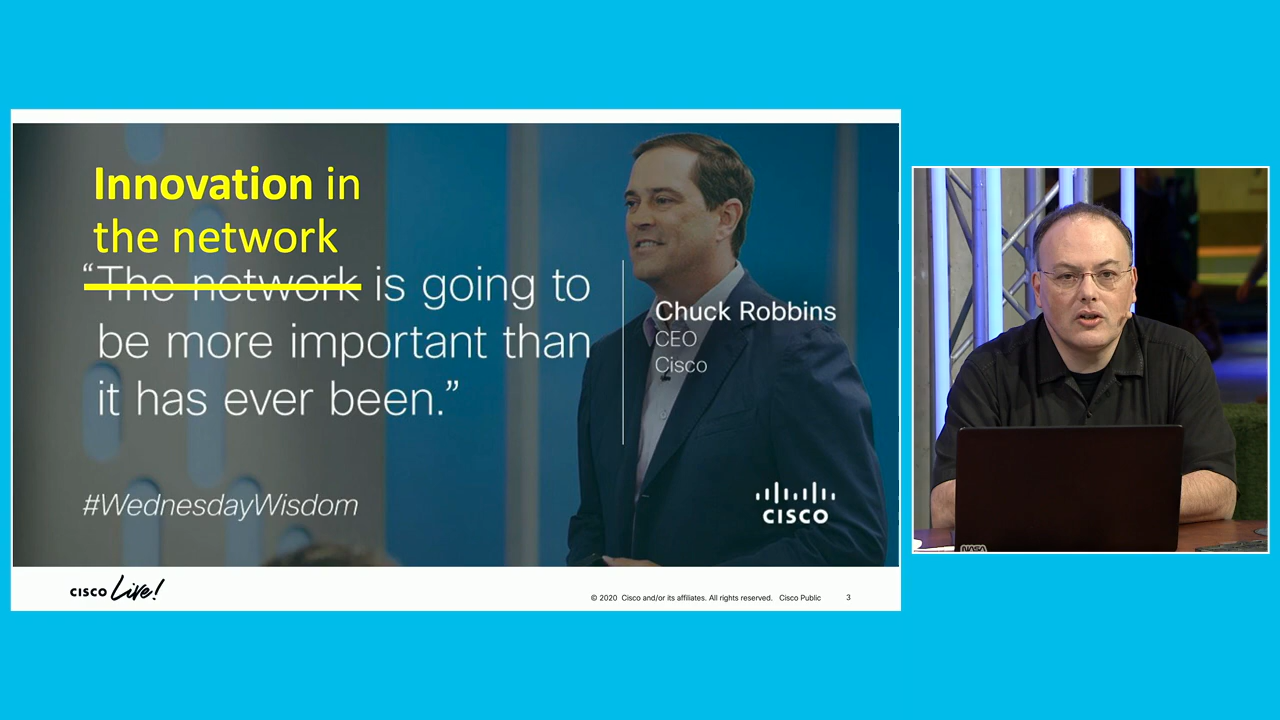 Innovation in
the network
“The network is going to
be more important than
it has ever been.”
#WednesdayWisdom
Chuck Robbins
CEO
Cisco
CISCO
CISCO Live!
© 2020 Cisco and/or its affiliates. All rights reserved. Cisco Public 3
NASA